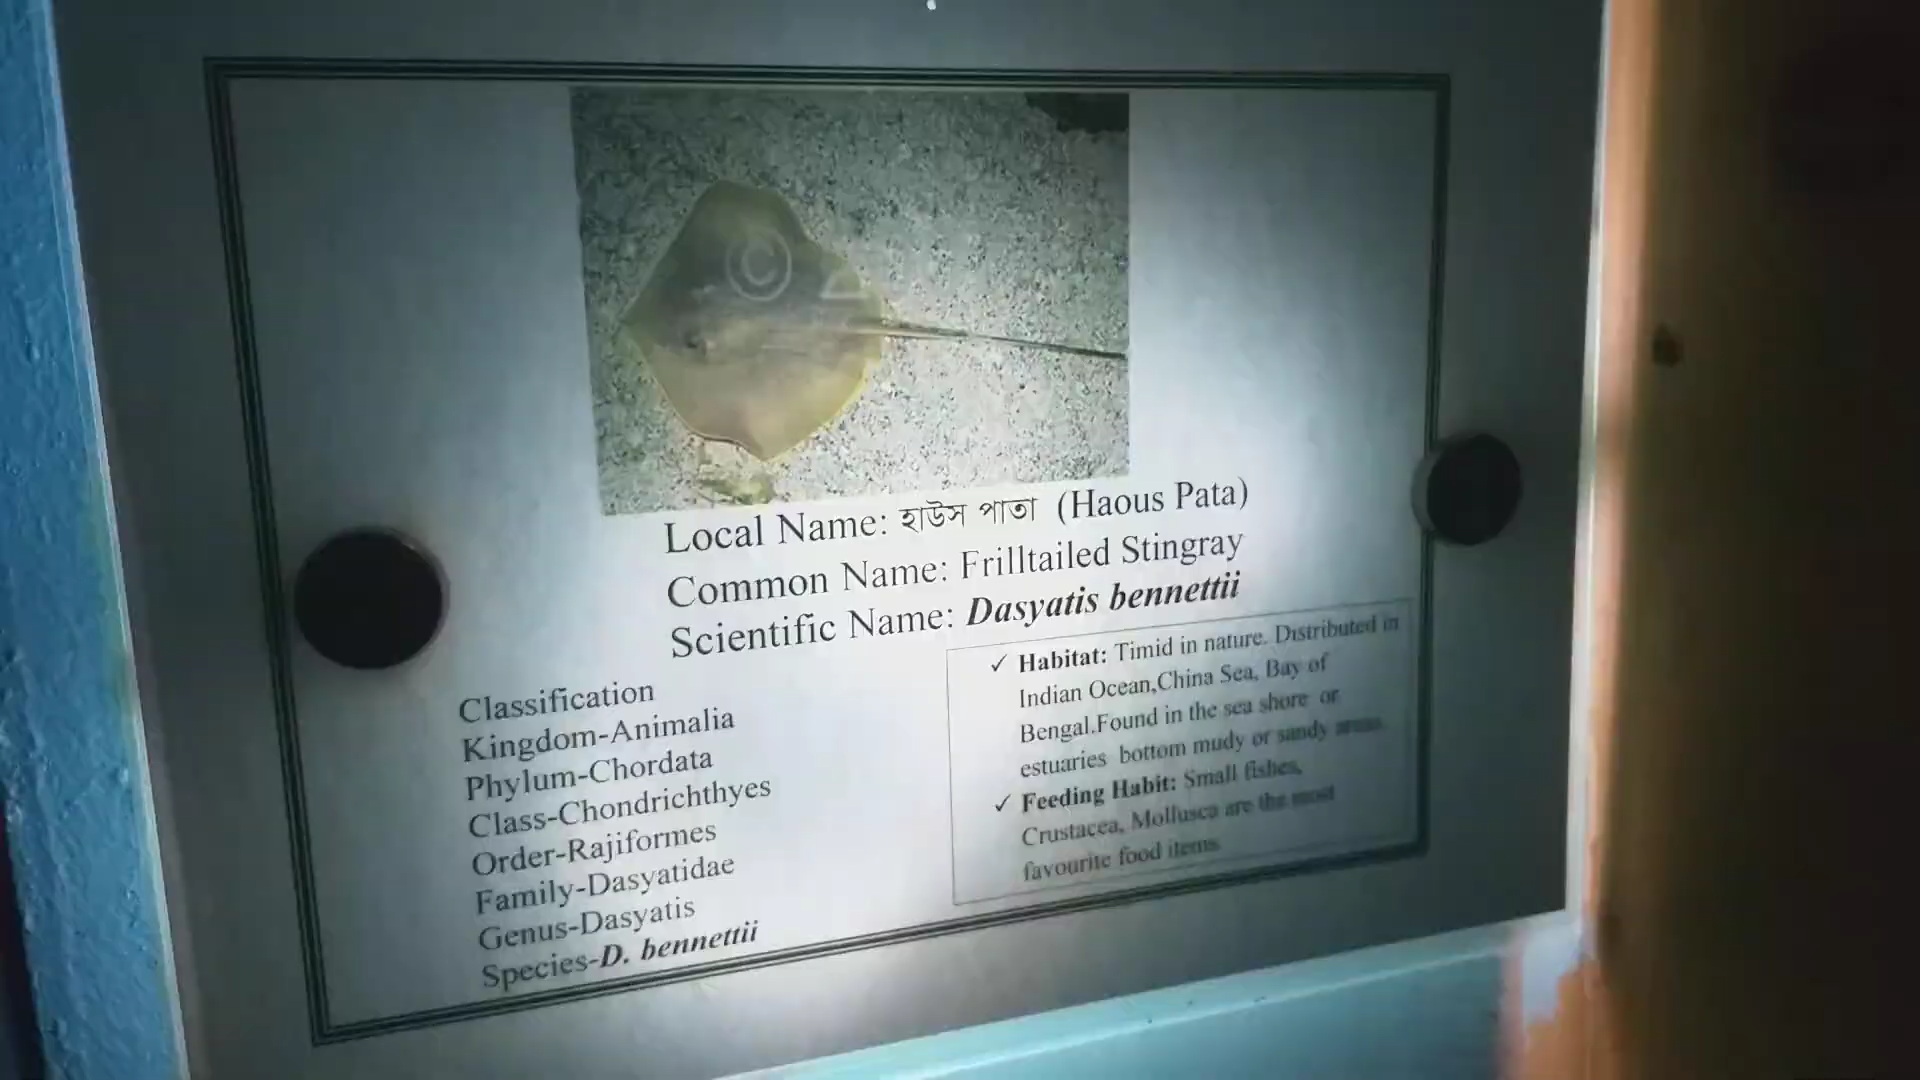 © 2
Local Name: হাউস পাতা (Haous Pata)
Common Name: Frilltailed Stingray
Scientific Name: Dasyatis bennettii
Classification
Kingdom-Animalia
Phylum-Chordata
Class-Chondrichthyes
Order-Rajiformes
Family-Dasyatidae
Genus-Dasyatis
Species-D. bennettii
✓ Habitat: Timid in nature. Distributed in
Indian Ocean,China Sea, Bay of
Bengal.Found in the sea shore or
estuaries bottom mudy or sandy areas
✓ Feeding Habit: Small fishes,
Crustacea, Mollusca are the most
favourite food items.